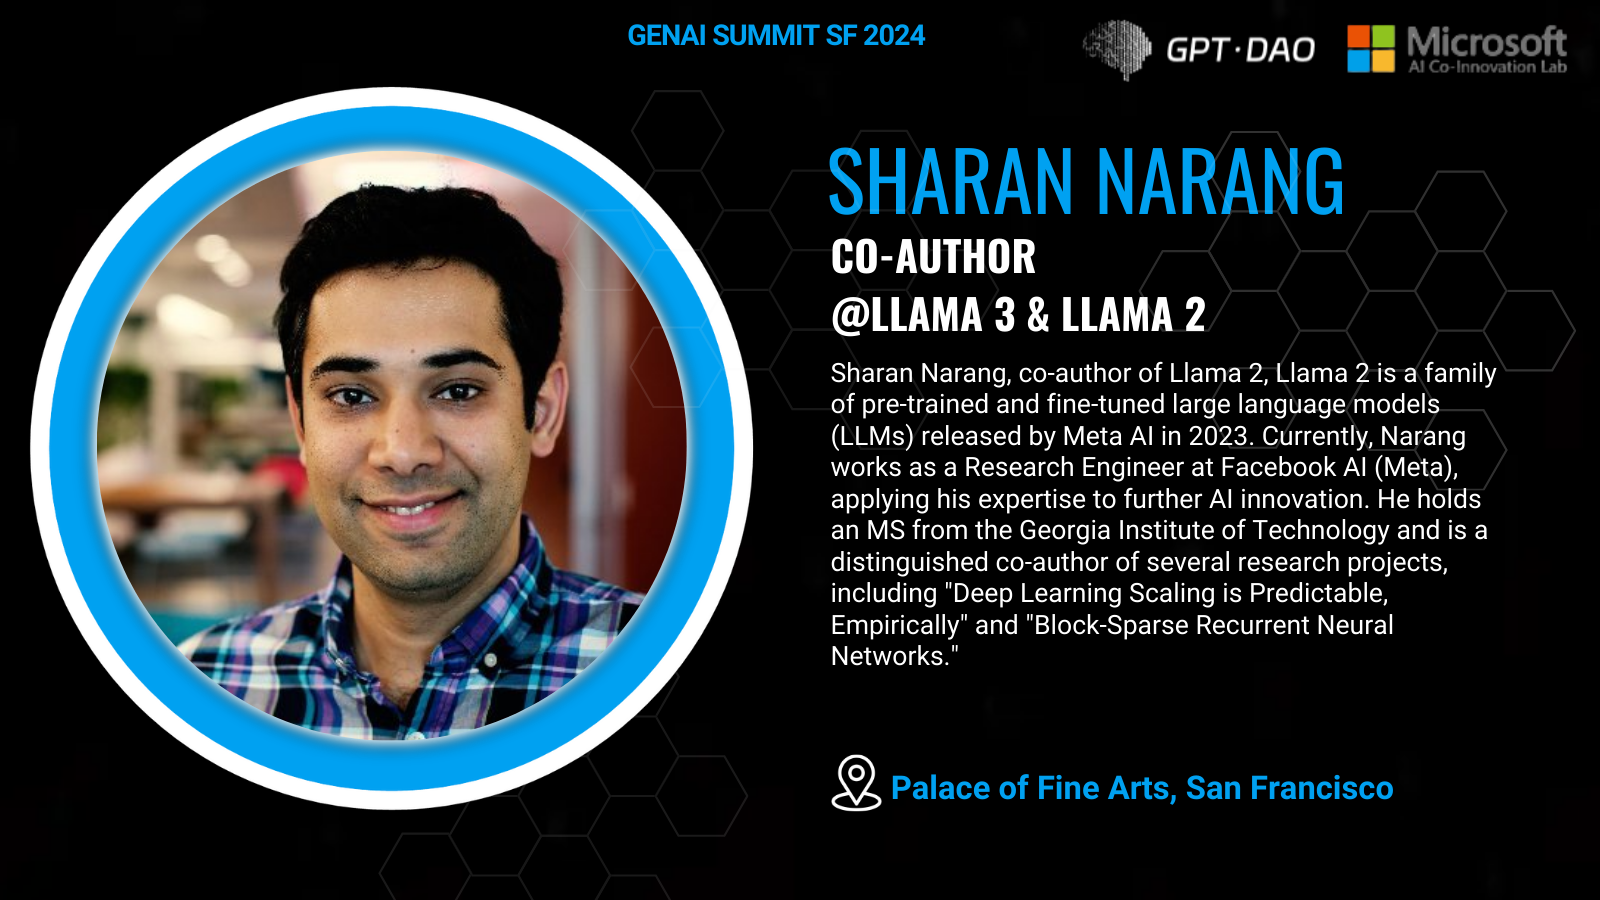 GENAI SUMMIT SF 2024
GPT·DAO
Microsoft
AI Co-Innovation Lab
SHARAN NARANG
CO-AUTHOR
@LLAMA 3 & LLAMA 2
Sharan Narang, co-author of Llama 2, Llama 2 is a family
of pre-trained and fine-tuned large language models
(LLMs) released by Meta AI in 2023. Currently, Narang
works as a Research Engineer at Facebook AI (Meta),
applying his expertise to further AI innovation. He holds
an MS from the Georgia Institute of Technology and is a
distinguished co-author of several research projects,
including "Deep Learning Scaling is Predictable,
Empirically" and "Block-Sparse Recurrent Neural
Networks."
Palace of Fine Arts, San Francisco